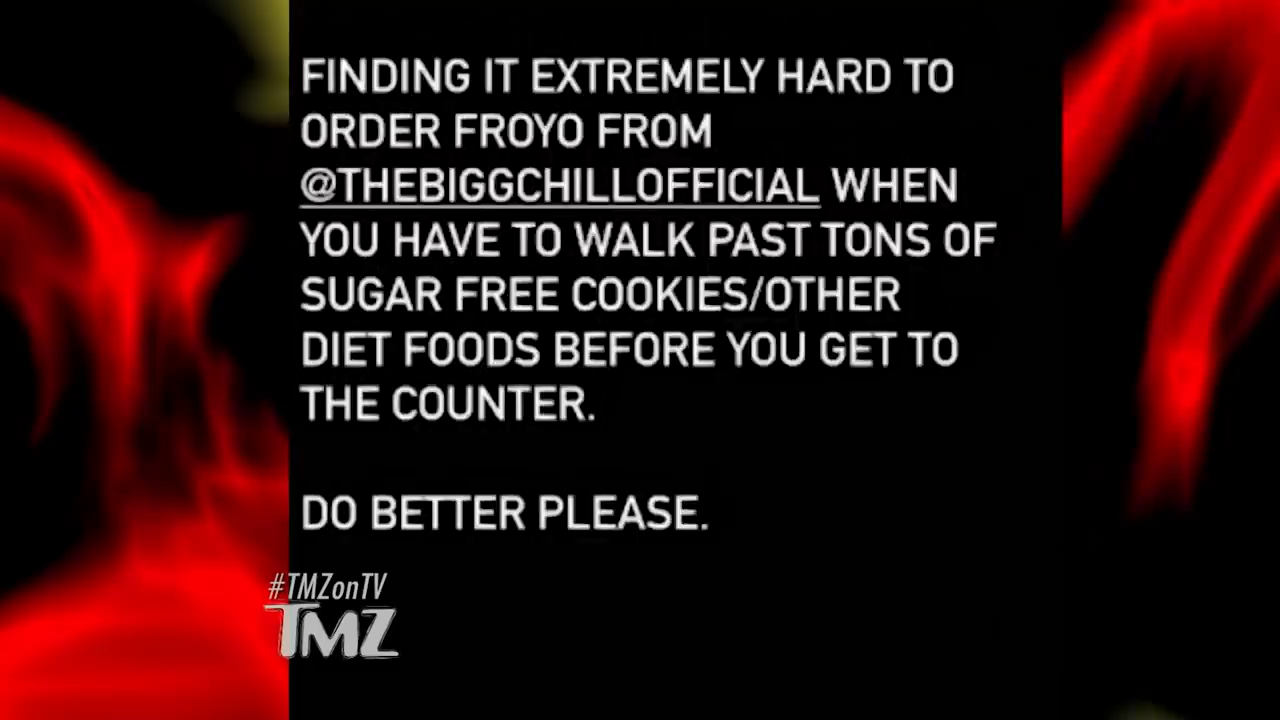 FINDING IT EXTREMELY HARD TO
ORDER FROYO FROM
@THEBIGGCHILLOFFICIAL WHEN
YOU HAVE TO WALK PAST TONS OF
SUGAR FREE COOKIES/OTHER
DIET FOODS BEFORE YOU GET TO
THE COUNTER.
DO BETTER PLEASE.
#TMZonTV
TMZ